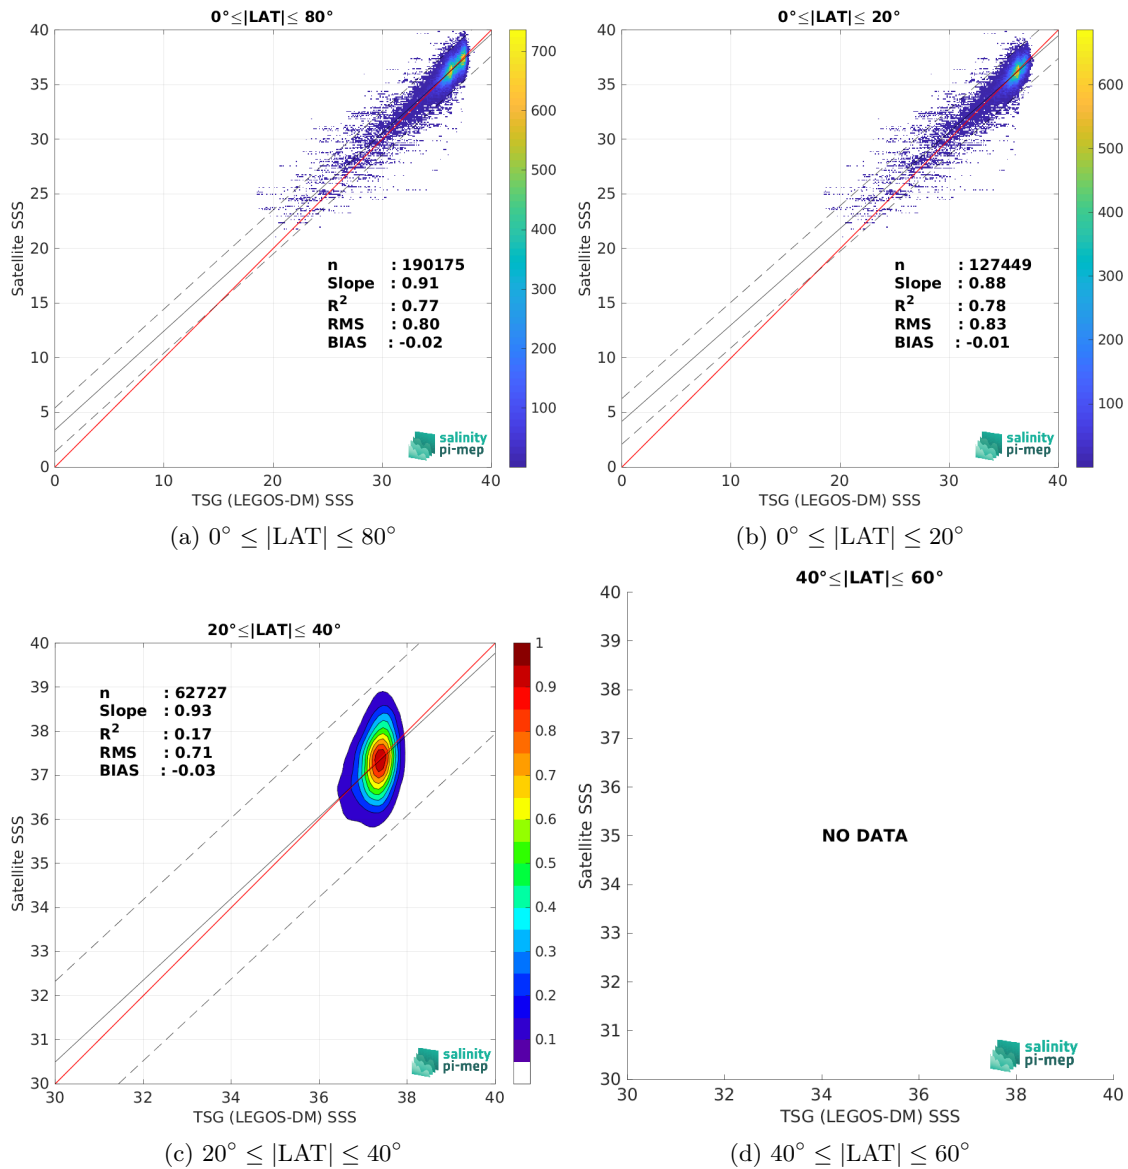 0°≤|LAT|≤ 80°
40
35
30
25
20
15
10
5
0
Satellite SSS
n : 190175
Slope : 0.91
R2 : 0.77
RMS : 0.80
BIAS : -0.02
salinity
pi-mep
0 10 20 30 40
TSG (LEGOS-DM) SSS
700
600
500
400
300
200
100
(a) 0° ≤ |LAT| ≤ 80°
0°≤|LAT|≤ 20°
40
35
30
25
20
15
10
5
0
Satellite SSS
n : 127449
Slope : 0.88
R2 : 0.78
RMS : 0.83
BIAS : -0.01
salinity
pi-mep
0 10 20 30 40
TSG (LEGOS-DM) SSS
600
500
400
300
200
100
(b) 0° ≤ |LAT| ≤ 20°
20°≤|LAT|≤ 40°
40
39
38
37
36
35
34
33
32
31
30
Satellite SSS
n : 62727
Slope : 0.93
R2 : 0.17
RMS : 0.71
BIAS : -0.03
salinity
pi-mep
30 32 34 36 38 40
TSG (LEGOS-DM) SSS
1
0.9
0.8
0.7
0.6
0.5
0.4
0.3
0.2
0.1
(c) 20° ≤ |LAT| ≤ 40°
40°≤|LAT|≤ 60°
40
39
38
37
36
35
34
33
32
31
30
Satellite SSS
NO DATA
salinity
pi-mep
30 32 34 36 38 40
TSG (LEGOS-DM) SSS
(d) 40° ≤ |LAT| ≤ 60°